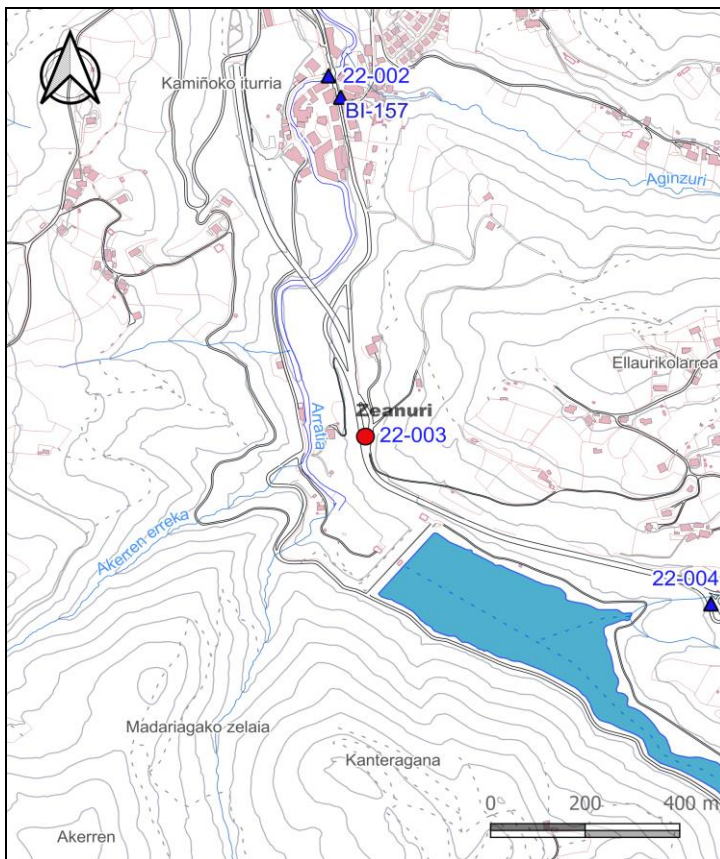 22-002
Kamiñoko iturria
BI-157
Aginzuri
Ellaurikolarrea
Zeanuri
Arratia
22-003
Akerren erreka
22-004
Madariagako zelaia
Kanteragana
0 200 400 m
Akerren